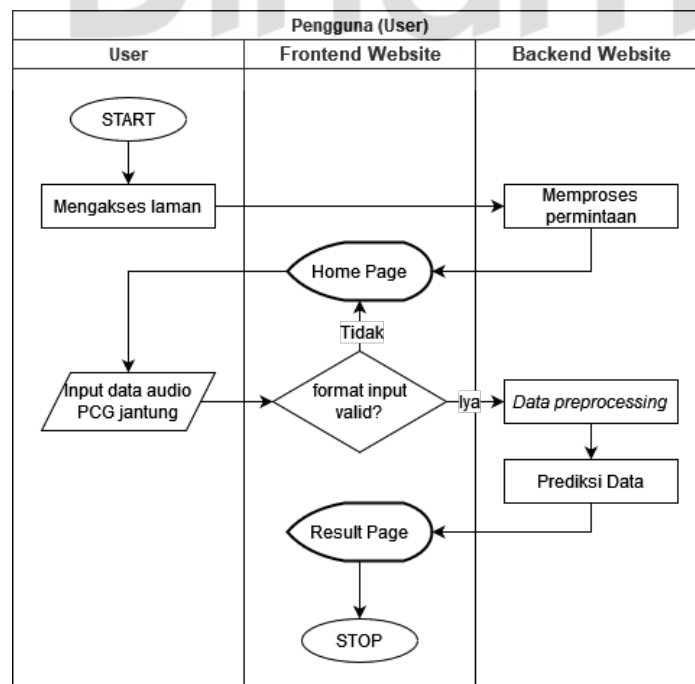 Pengguna (User)
User
Frontend Website
Backend Website
START
Mengakses laman
Memproses
permintaan
Home Page
Tidak
Input data audio
PCG jantung
format input
valid?
Iya
Data preprocessing
Prediksi Data
Result Page
STOP